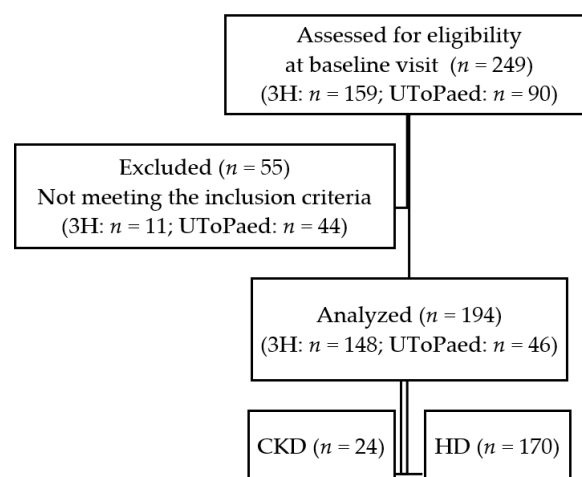 Assessed for eligibility
at baseline visit (n = 249)
(3H: n = 159; UToPaed: n = 90)
Excluded (n = 55)
Not meeting the inclusion criteria
(3H: n = 11; UToPaed: n = 44)
Analyzed (n = 194)
(3H: n = 148; UToPaed: n = 46)
CKD (n = 24)
HD (n = 170)